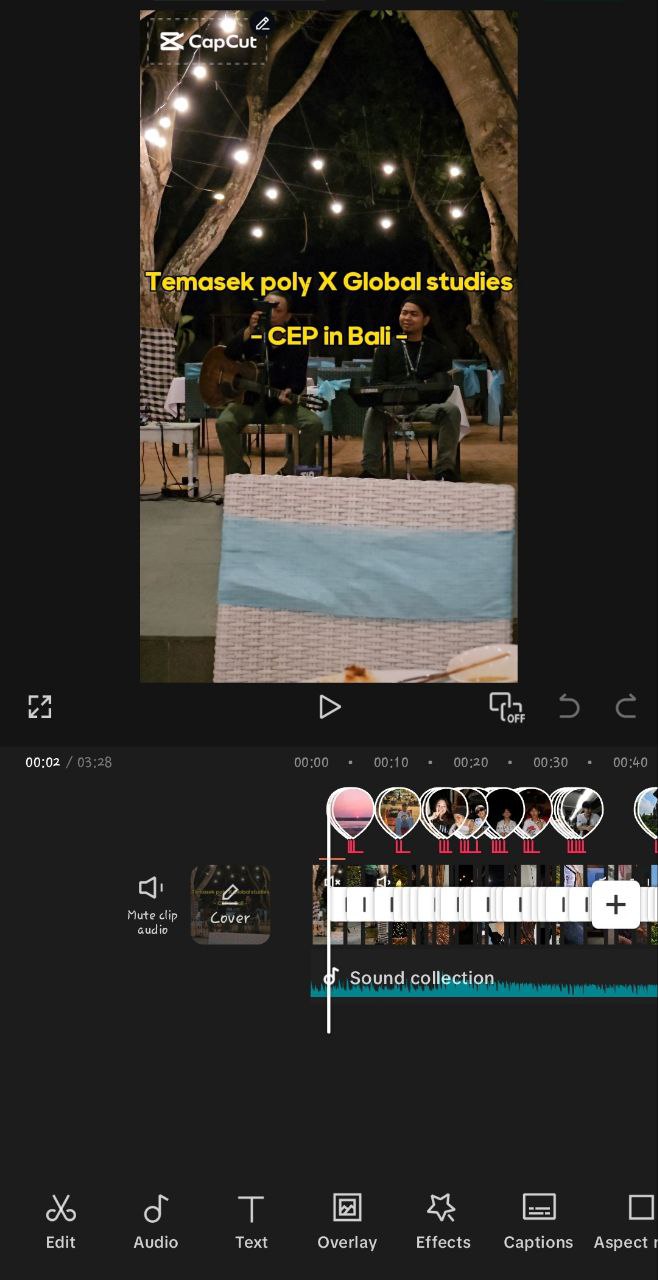 CapCut
Temasek poly X Global studies
- CEP in Bali -
OFF
00:02 / 03:28
00:00 00:10 00:20 00:30 00:40
Mute clip
audio
Cover
Sound collection
Edit
Audio
Text
Overlay
Effects
Captions
Aspect r